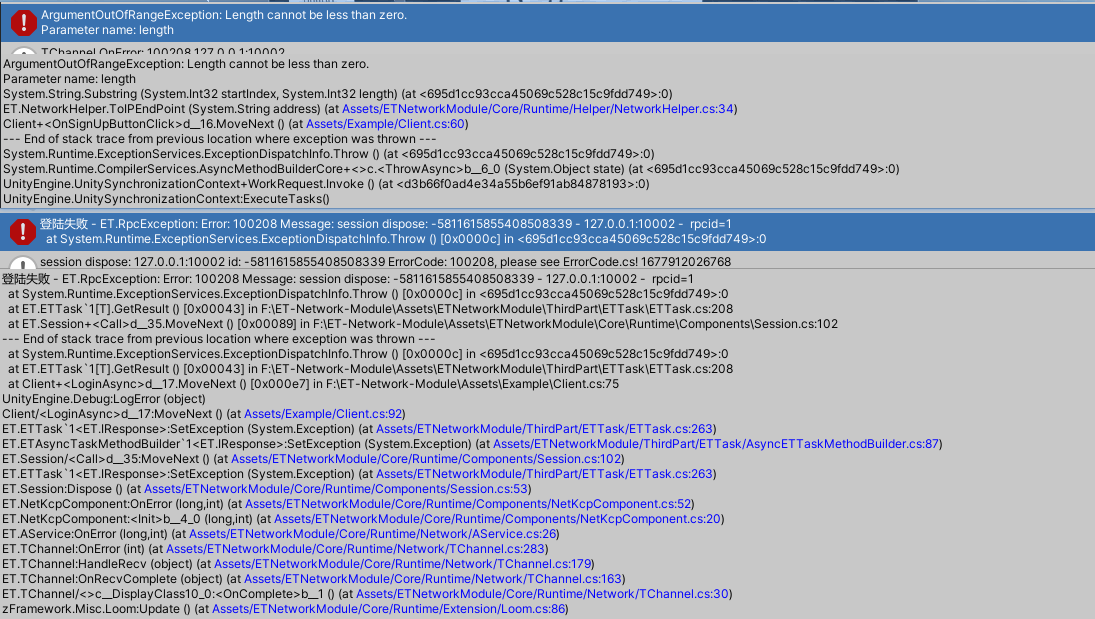 ArgumentOutOfRangeException: Length cannot be less than zero.
Parameter name: length
TChannel OnError: 100208 127.0.0.1:10002
ArgumentOutOfRangeException: Length cannot be less than zero.
Parameter name: length
System.String.Substring (System.Int32 startIndex, System.Int32 length) (at <695d1cc93cca45069c528c15c9fdd749>:0)
ET.NetworkHelper.ToIPEndPoint (System.String address) (at Assets/ETNetworkModule/Core/Runtime/Helper/NetworkHelper.cs:34)
Client+<OnSignUpButtonClick>d__16.MoveNext () (at Assets/Example/Client.cs:60)
--- End of stack trace from previous location where exception was thrown ---
System.Runtime.ExceptionServices.ExceptionDispatchInfo.Throw () (at <695d1cc93cca45069c528c15c9fdd749>:0)
System.Runtime.CompilerServices.AsyncMethodBuilderCore+<>c.<ThrowAsync>b__6_0 (System.Object state) (at <695d1cc93cca45069c528c15c9fdd749>:0)
UnityEngine.UnitySynchronizationContext+WorkRequest.Invoke () (at <d3b66f0ad4e34a55b6ef91ab84878193>:0)
UnityEngine.UnitySynchronizationContext:ExecuteTasks()
登陆失败 - ET.RpcException: Error: 100208 Message: session dispose: -5811615855408508339 - 127.0.0.1:10002 -  rpcid=1
at System.Runtime.ExceptionServices.ExceptionDispatchInfo.Throw () [0x0000c] in <695d1cc93cca45069c528c15c9fdd749>:0
session dispose: 127.0.0.1:10002 id: -5811615855408508339 ErrorCode: 100208, please see ErrorCode.cs! 1677912026768
登陆失败 - ET.RpcException: Error: 100208 Message: session dispose: -5811615855408508339 - 127.0.0.1:10002 -  rpcid=1
at System.Runtime.ExceptionServices.ExceptionDispatchInfo.Throw () [0x0000c] in <695d1cc93cca45069c528c15c9fdd749>:0
at ET.ETTask`1[T].GetResult () [0x00043] in F:\ET-Network-Module\Assets\ETNetworkModule\ThirdPart\ETTask\ETTask.cs:208
at ET.Session+<Call>d__35.MoveNext () [0x00089] in F:\ET-Network-Module\Assets\ETNetworkModule\Core\Runtime\Components\Session.cs:102
--- End of stack trace from previous location where exception was thrown ---
at System.Runtime.ExceptionServices.ExceptionDispatchInfo.Throw () [0x0000c] in <695d1cc93cca45069c528c15c9fdd749>:0
at ET.ETTask`1[T].GetResult () [0x00043] in F:\ET-Network-Module\Assets\ETNetworkModule\ThirdPart\ETTask\ETTask.cs:208
at Client+<LoginAsync>d__17.MoveNext () [0x000e7] in F:\ET-Network-Module\Assets\Example\Client.cs:75
UnityEngine.Debug:LogError (object)
Client/<LoginAsync>d__17:MoveNext () (at Assets/Example/Client.cs:92)
ET.ETTask`1<ET.IResponse>:SetException (System.Exception) (at Assets/ETNetworkModule/ThirdPart/ETTask/ETTask.cs:263)
ET.ETAsyncTaskMethodBuilder`1<ET.IResponse>:SetException (System.Exception) (at Assets/ETNetworkModule/ThirdPart/ETTask/AsyncETTaskMethodBuilder.cs:87)
ET.Session/<Call>d__35:MoveNext () (at Assets/ETNetworkModule/Core/Runtime/Components/Session.cs:102)
ET.ETTask`1<ET.IResponse>:SetException (System.Exception) (at Assets/ETNetworkModule/ThirdPart/ETTask/ETTask.cs:263)
ET.Session:Dispose () (at Assets/ETNetworkModule/Core/Runtime/Components/Session.cs:53)
ET.NetKcpComponent:OnError (long,int) (at Assets/ETNetworkModule/Core/Runtime/Components/NetKcpComponent.cs:52)
ET.NetKcpComponent:<Init>b__4_0 (long,int) (at Assets/ETNetworkModule/Core/Runtime/Components/NetKcpComponent.cs:20)
ET.AService:OnError (long,int) (at Assets/ETNetworkModule/Core/Runtime/Network/AService.cs:26)
ET.TChannel:OnError (int) (at Assets/ETNetworkModule/Core/Runtime/Network/TChannel.cs:283)
ET.TChannel:HandleRecv (object) (at Assets/ETNetworkModule/Core/Runtime/Network/TChannel.cs:179)
ET.TChannel:OnRecvComplete (object) (at Assets/ETNetworkModule/Core/Runtime/Network/TChannel.cs:163)
ET.TChannel/<>c__DisplayClass10_0:<OnComplete>b__1 () (at Assets/ETNetworkModule/Core/Runtime/Network/TChannel.cs:30)
zFramework.Misc.Loom:Update () (at Assets/ETNetworkModule/Core/Runtime/Extension/Loom.cs:86)